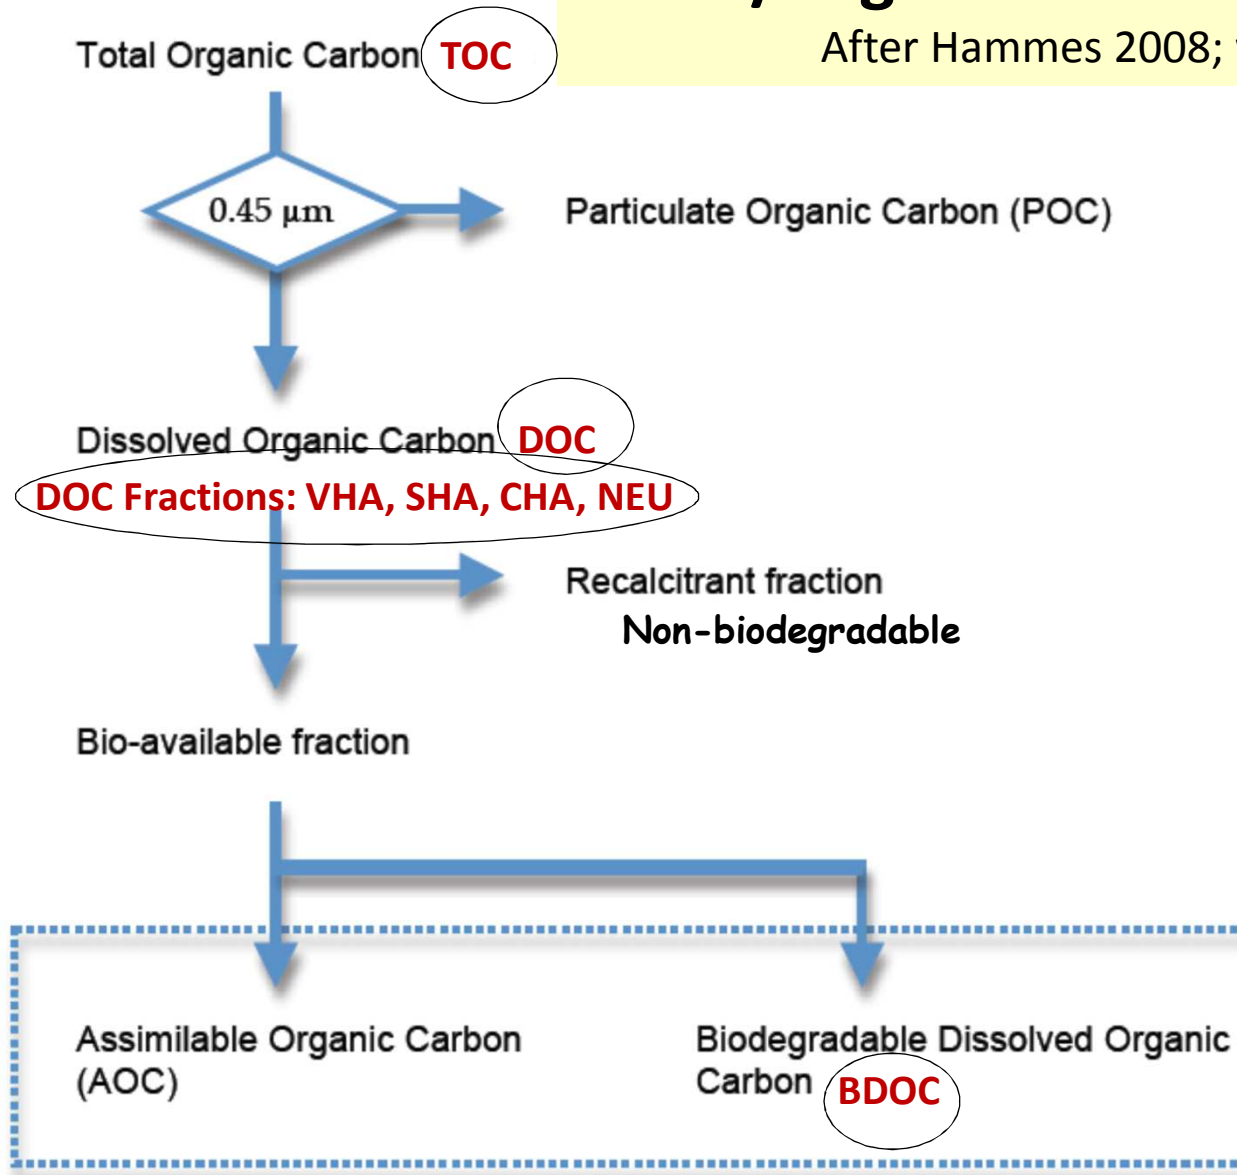 After Hammes 2008;
Total Organic Carbon TOC
0.45 µm
Particulate Organic Carbon (POC)
Dissolved Organic Carbon DOC
DOC Fractions: VHA, SHA, CHA, NEU
Recalcitrant fraction
Non-biodegradable
Bio-available fraction
Assimilable Organic Carbon
(AOC)
Biodegradable Dissolved Organic
Carbon BDOC